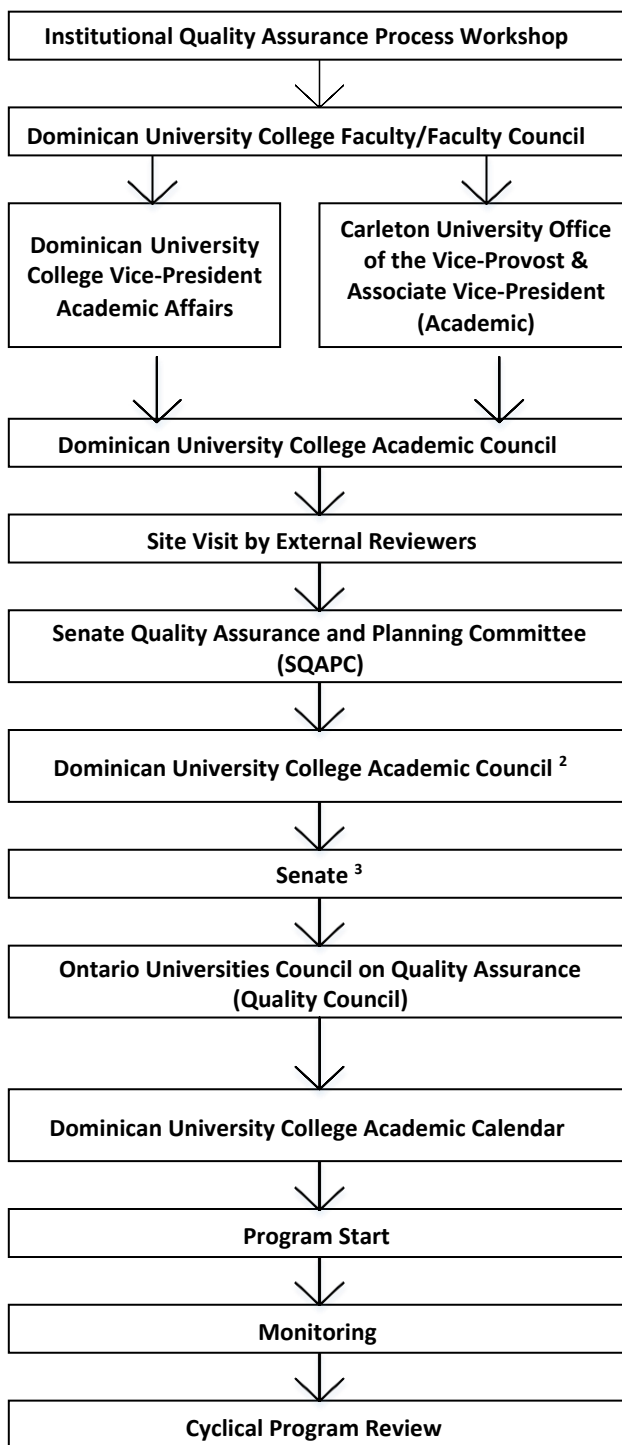 Institutional Quality Assurance Process Workshop
Dominican University College Faculty/Faculty Council
Dominican University
College Vice-President
Academic Affairs
Carleton University Office
of the Vice-Provost &
Associate Vice-President
(Academic)
Dominican University College Academic Council
Site Visit by External Reviewers
Senate Quality Assurance and Planning Committee
(SQAPC)
Dominican University College Academic Council ²
Senate ³
Ontario Universities Council on Quality Assurance
(Quality Council)
Dominican University College Academic Calendar
Program Start
Monitoring
Cyclical Program Review